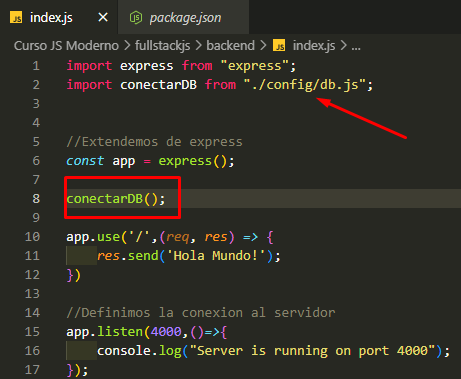 JS index.js × package.json
Curso JS Moderno > fullstackjs > backend > JS index.js > ...
1 import express from "express";
2 import conectarDB from "./config/db.js";
3
4
5 //Extendemos de express
6 const app = express();
7
8 conectarDB();
9
10 app.use('/',(req, res) => {
11 res.send('Hola Mundo!');
12 })
13
14 //Definimos la conexion al servidor
15 app.listen(4000,()=>{
16 console.log("Server is running on port 4000");
17 });